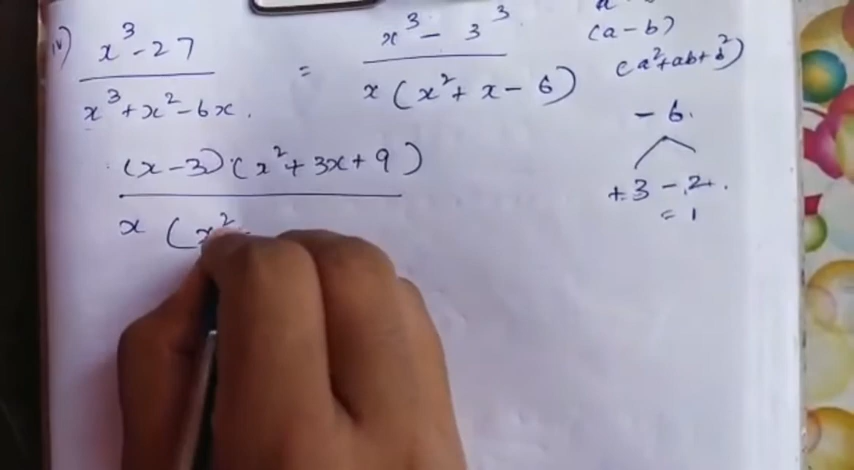 iv) x³ - 27 / x³ + x² - 6x. = x³ - 3³ / x (x² + x - 6)
(a - b)
(a² + ab + b²)
- 6.
+3 - 2.
= 1
(x - 3) (x² + 3x + 9)
x (x²